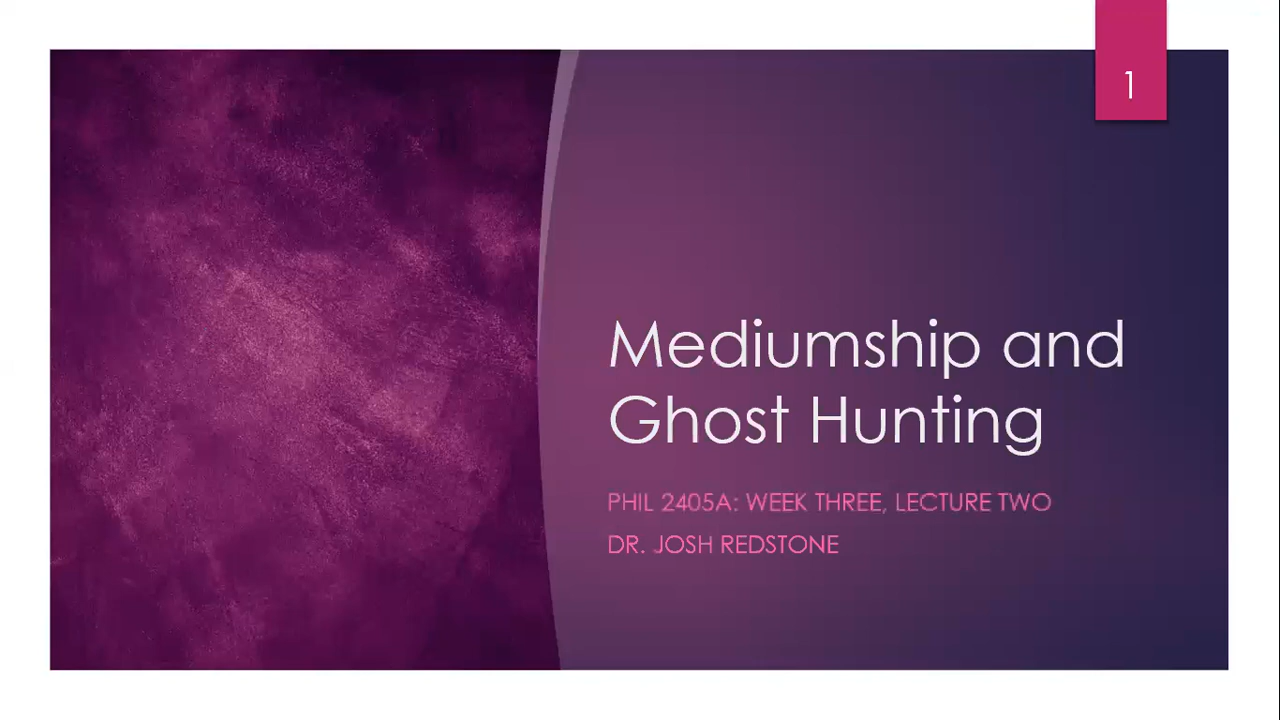 1
Mediumship and
Ghost Hunting
PHIL 2405A: WEEK THREE, LECTURE TWO
DR. JOSH REDSTONE